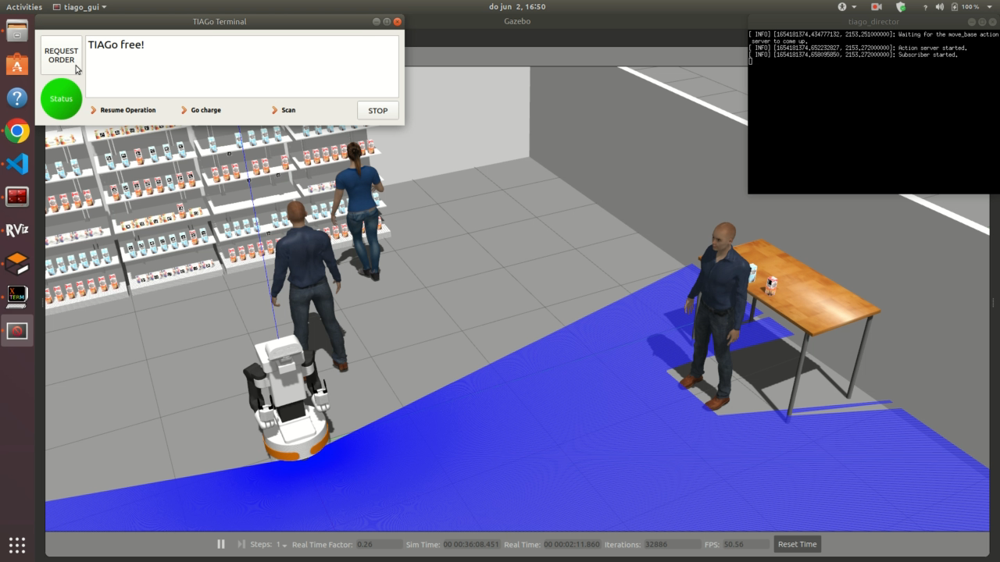 Activities
tiago_gui
do jun 2, 16:50
100 %
TIAGo Terminal
Gazebo
tiago_director
REQUEST
ORDER
TIAGo free!
Status
Resume Operation
Go charge
Scan
STOP
[ INFO] [1654181374.434777132, 2153.251000000]: Waiting for the move_base action
server to come up.
[ INFO] [1654181374.652232827, 2153.272000000]: Action server started.
[ INFO] [1654181374.658095850, 2153.272000000]: Subscriber started.
RViz
X
TERM
Steps: 1
Real Time Factor: 0.26
Sim Time: 00 00:36:08.451
Real Time: 00 00:02:11.860
Iterations: 32886
FPS: 50.56
Reset Time